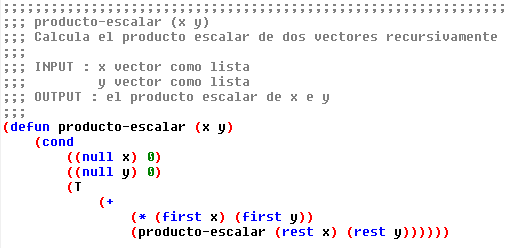 ;;;;;;;;;;;;;;;;;;;;;;;;;;;;;;;;;;;;;;;;;;;;;;;;;;;;;;;;;;;;;;;
;;; producto-escalar (x y)
;;; Calcula el producto escalar de dos vectores recursivamente
;;;
;;; INPUT : x vector como lista
;;;         y vector como lista
;;; OUTPUT : el producto escalar de x e y
;;;
(defun producto-escalar (x y)
    (cond
        ((null x) 0)
        ((null y) 0)
        (T
            (+
                (* (first x) (first y))
                (producto-escalar (rest x) (rest y))))))